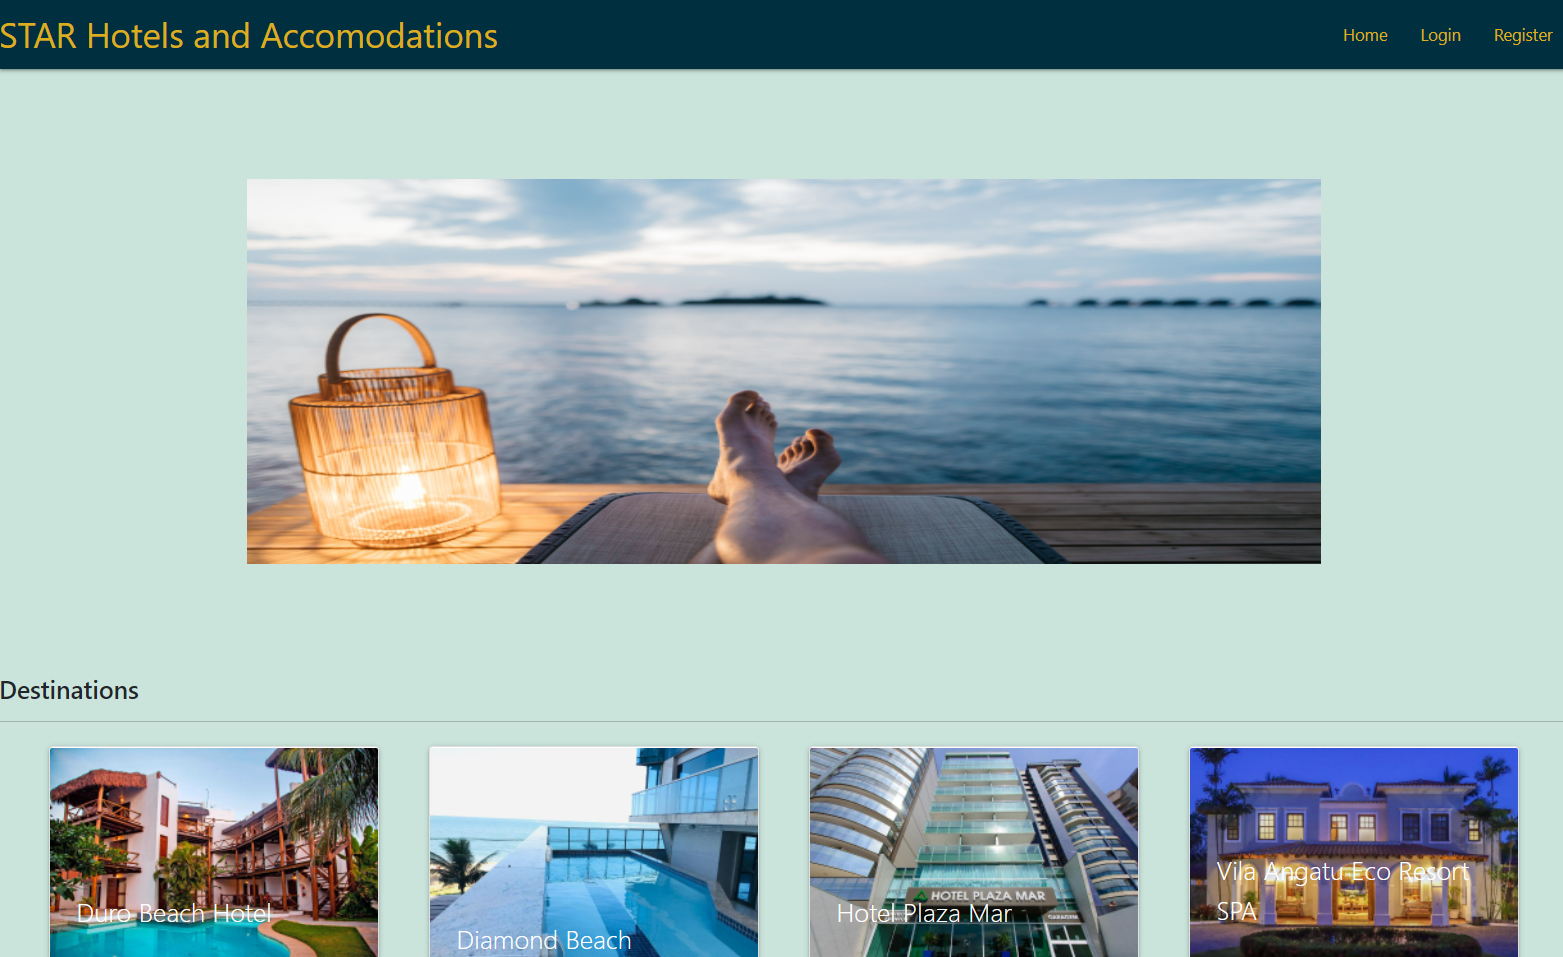 STAR Hotels and Accomodations
Home Login Register
Destinations
Duro Beach Hotel
Diamond Beach
HOTEL PLAZA MAR
Hotel Plaza Mar
Vila Angatu Eco Resort
SPA